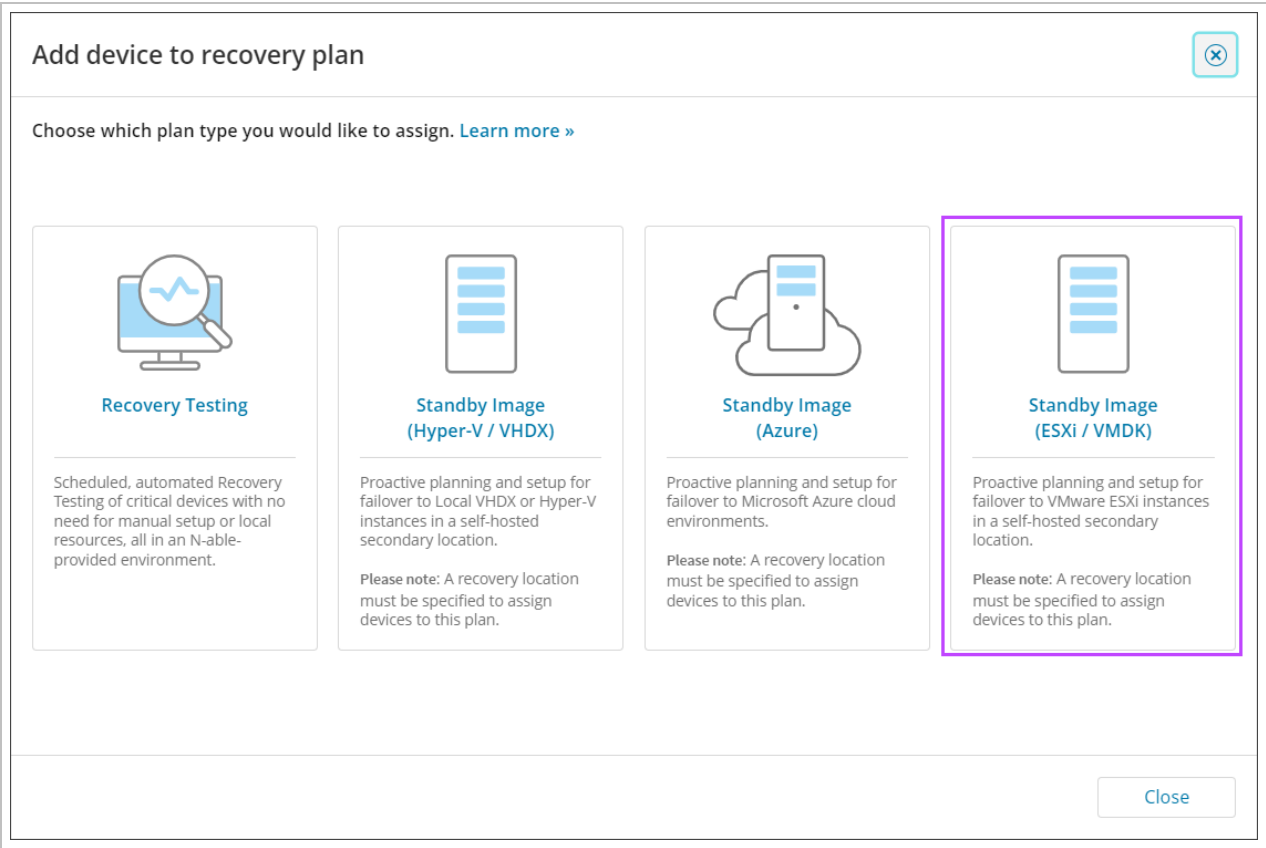 Add device to recovery plan
Choose which plan type you would like to assign. Learn more »
Recovery Testing
Scheduled, automated Recovery
Testing of critical devices with no
need for manual setup or local
resources, all in an N-able-
provided environment.
Standby Image
(Hyper-V / VHDX)
Proactive planning and setup for
failover to Local VHDX or Hyper-V
instances in a self-hosted
secondary location.
Please note: A recovery location
must be specified to assign
devices to this plan.
Standby Image
(Azure)
Proactive planning and setup for
failover to Microsoft Azure cloud
environments.
Please note: A recovery location
must be specified to assign
devices to this plan.
Standby Image
(ESXi / VMDK)
Proactive planning and setup for
failover to VMware ESXi instances
in a self-hosted secondary
location.
Please note: A recovery location
must be specified to assign
devices to this plan.
Close